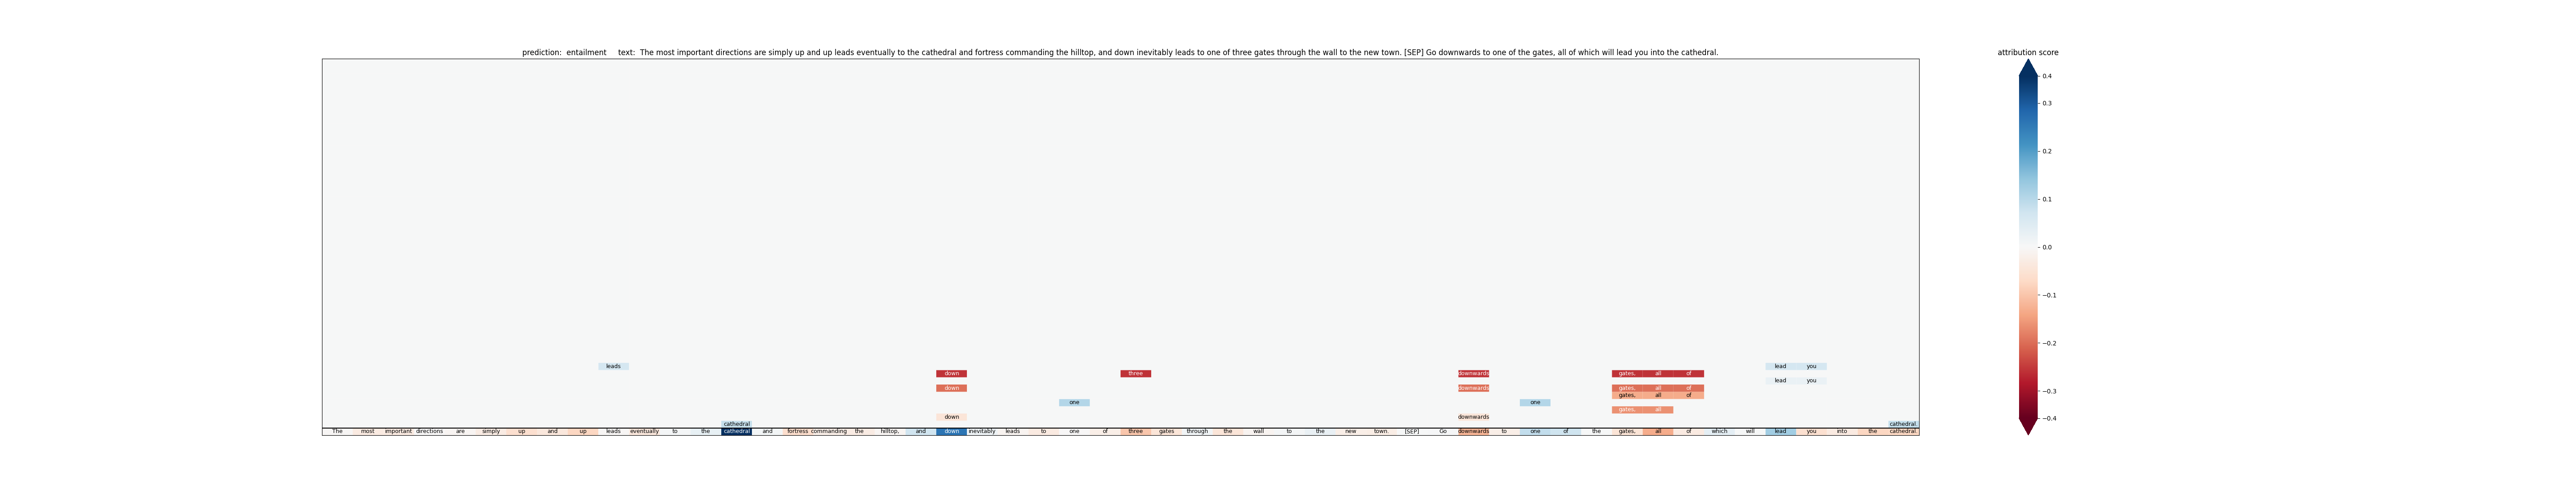 prediction: entailment text: The most important directions are simply up and up leads eventually to the cathedral and fortress commanding the hilltop, and down inevitably leads to one of three gates through the wall to the new town. [SEP] Go downwards to one of the gates, all of which will lead you into the cathedral.
attribution score
0.4
0.3
0.2
0.1
0.0
−0.1
−0.2
−0.3
−0.4
leads lead you
down three downwards gates, all of
lead you
down downwards gates, all of
gates, all of
one one
gates, all
down downwards
cathedral cathedral.
The most important directions are simply up and up leads eventually to the cathedral and fortress commanding the hilltop, and down inevitably leads to one of three gates through the wall to the new town. [SEP] Go downwards to one of the gates, all of which will lead you into the cathedral.